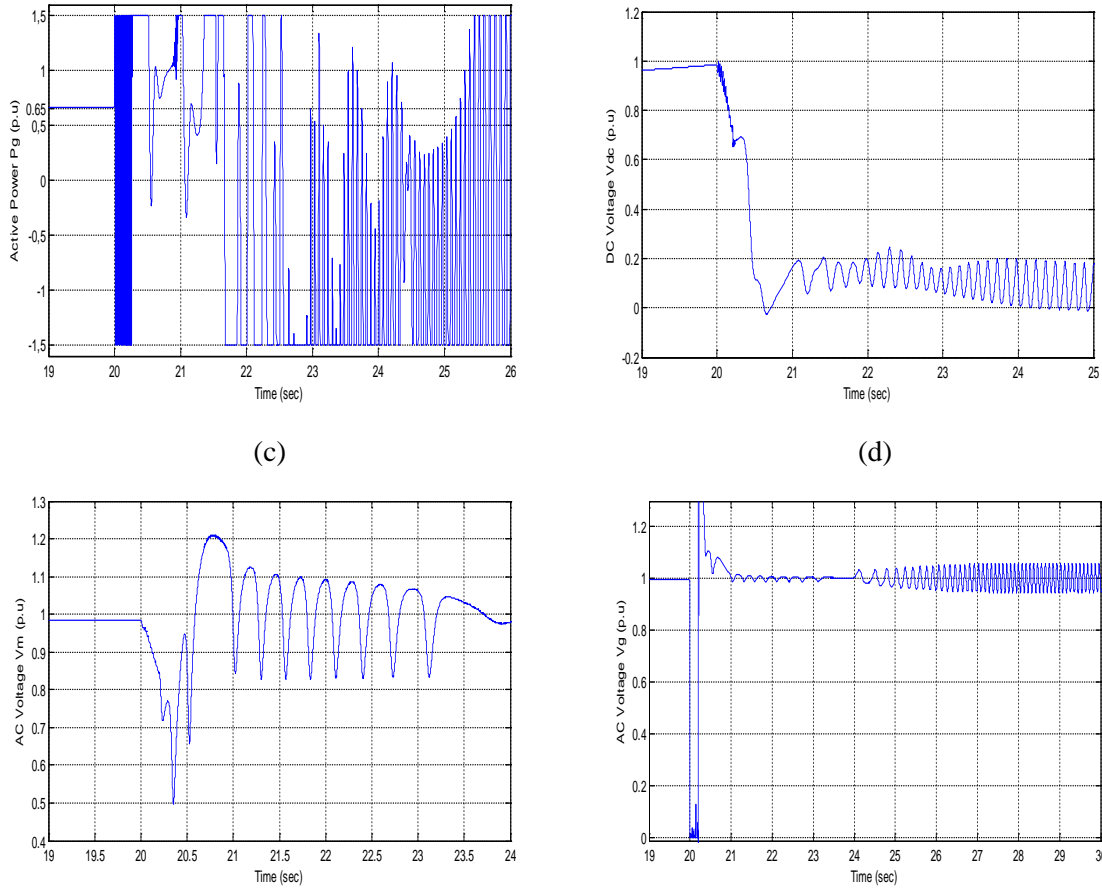 1,5
1
0.65
0,5
0
-0,5
-1
-1,5
Active Power Pg (p.u)
19 20 21 22 23 24 25 26
Time (sec)
1.2
1
0.8
0.6
0.4
0.2
0
-0.2
DC Voltage Vdc (p.u)
19 20 21 22 23 24 25
Time (sec)
(c)
(d)
1.3
1.2
1.1
1
0.9
0.8
0.7
0.6
0.5
0.4
AC Voltage Vm (p.u)
19 19.5 20 20.5 21 21.5 22 22.5 23 23.5 24
Time (sec)
1.2
1
0.8
0.6
0.4
0.2
0
AC Voltage Vg (p.u)
19 20 21 22 23 24 25 26 27 28 29 30
Time (sec)